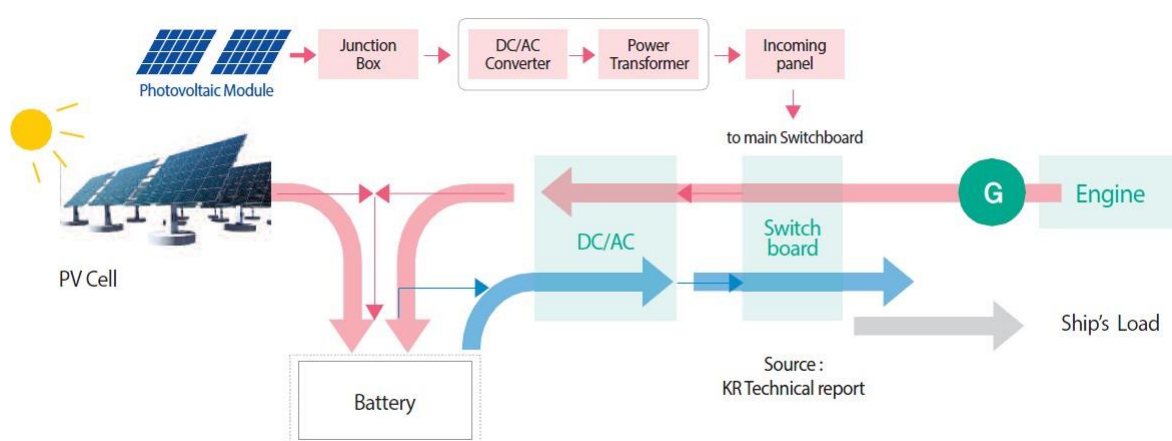 Junction
Box
DC/AC
Converter
Power
Transformer
Incoming
panel
Photovoltaic Module
to main Switchboard
G
Engine
DC/AC
Switch
board
PV Cell
Ship's Load
Source :
KR Technical report
Battery